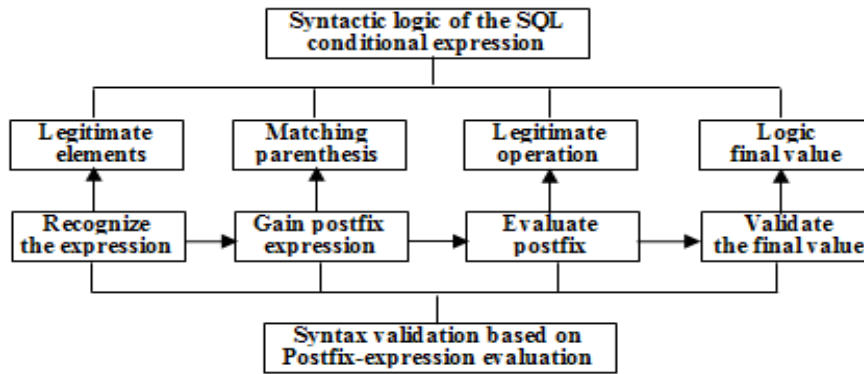 Syntactic logic of the SQL
conditional expression
Legitimate
elements
Matching
parenthesis
Legitimate
operation
Logic
final value
Recognize
the expression
Gain postfix
expression
Evaluate
postfix
Validate
the final value
Syntax validation based on
Postfix-expression evaluation